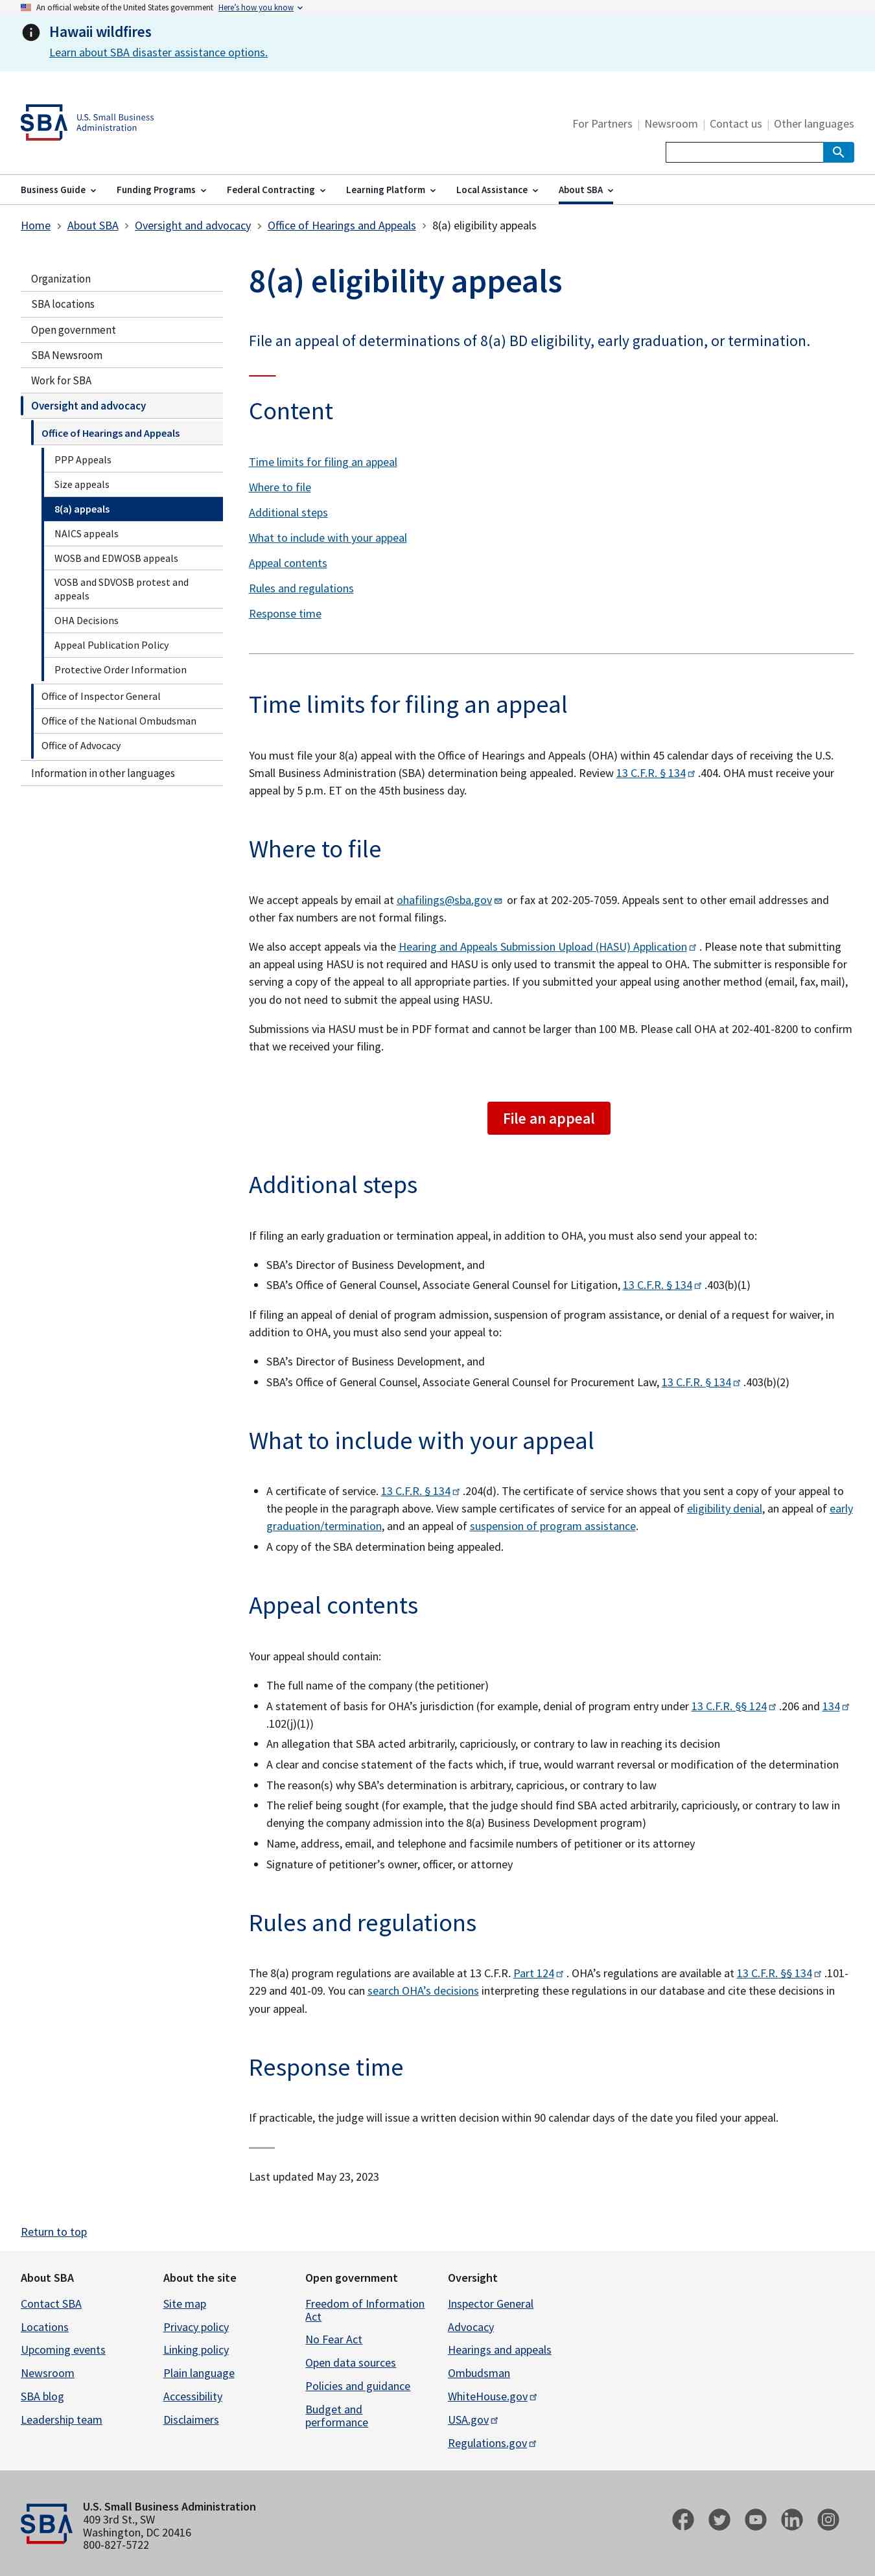 An official website of the United States government Here's how you know
Hawaii wildfires
Learn about SBA disaster assistance options.
SBA U.S. Small Business
Administration
For Partners | Newsroom | Contact us | Other languages
Business Guide Funding Programs Federal Contracting Learning Platform Local Assistance About SBA
Home > About SBA > Oversight and advocacy > Office of Hearings and Appeals > 8(a) eligibility appeals
Organization
SBA locations
Open government
SBA Newsroom
Work for SBA
Oversight and advocacy
Office of Hearings and Appeals
PPP Appeals
Size appeals
8(a) appeals
NAICS appeals
WOSB and EDWOSB appeals
VOSB and SDVOSB protest and
appeals
OHA Decisions
Appeal Publication Policy
Protective Order Information
Office of Inspector General
Office of the National Ombudsman
Office of Advocacy
Information in other languages
8(a) eligibility appeals
File an appeal of determinations of 8(a) BD eligibility, early graduation, or termination.
Content
Time limits for filing an appeal
Where to file
Additional steps
What to include with your appeal
Appeal contents
Rules and regulations
Response time
Time limits for filing an appeal
You must file your 8(a) appeal with the Office of Hearings and Appeals (OHA) within 45 calendar days of receiving the U.S.
Small Business Administration (SBA) determination being appealed. Review 13 C.F.R. § 134 .404. OHA must receive your
appeal by 5 p.m. ET on the 45th business day.
Where to file
We accept appeals by email at ohafilings@sba.gov or fax at 202-205-7059. Appeals sent to other email addresses and
other fax numbers are not formal filings.
We also accept appeals via the Hearing and Appeals Submission Upload (HASU) Application . Please note that submitting
an appeal using HASU is not required and HASU is only used to transmit the appeal to OHA. The submitter is responsible for
serving a copy of the appeal to all appropriate parties. If you submitted your appeal using another method (email, fax, mail),
you do not need to submit the appeal using HASU.
Submissions via HASU must be in PDF format and cannot be larger than 100 MB. Please call OHA at 202-401-8200 to confirm
that we received your filing.
File an appeal
Additional steps
If filing an early graduation or termination appeal, in addition to OHA, you must also send your appeal to:
• SBA's Director of Business Development, and
• SBA's Office of General Counsel, Associate General Counsel for Litigation, 13 C.F.R. § 134 .403(b)(1)
If filing an appeal of denial of program admission, suspension of program assistance, or denial of a request for waiver, in
addition to OHA, you must also send your appeal to:
• SBA's Director of Business Development, and
• SBA's Office of General Counsel, Associate General Counsel for Procurement Law, 13 C.F.R. § 134 .403(b)(2)
What to include with your appeal
• A certificate of service. 13 C.F.R. § 134 .204(d). The certificate of service shows that you sent a copy of your appeal to
the people in the paragraph above. View sample certificates of service for an appeal of eligibility denial, an appeal of early
graduation/termination, and an appeal of suspension of program assistance.
• A copy of the SBA determination being appealed.
Appeal contents
Your appeal should contain:
• The full name of the company (the petitioner)
• A statement of basis for OHA's jurisdiction (for example, denial of program entry under 13 C.F.R. §§ 124 .206 and 134
.102(j)(1))
• An allegation that SBA acted arbitrarily, capriciously, or contrary to law in reaching its decision
• A clear and concise statement of the facts which, if true, would warrant reversal or modification of the determination
• The reason(s) why SBA's determination is arbitrary, capricious, or contrary to law
• The relief being sought (for example, that the judge should find SBA acted arbitrarily, capriciously, or contrary to law in
denying the company admission into the 8(a) Business Development program)
• Name, address, email, and telephone and facsimile numbers of petitioner or its attorney
• Signature of petitioner's owner, officer, or attorney
Rules and regulations
The 8(a) program regulations are available at 13 C.F.R. Part 124 . OHA's regulations are available at 13 C.F.R. §§ 134 .101-
229 and 401-09. You can search OHA's decisions interpreting these regulations in our database and cite these decisions in
your appeal.
Response time
If practicable, the judge will issue a written decision within 90 calendar days of the date you filed your appeal.
Last updated May 23, 2023
Return to top
About SBA
Contact SBA
Locations
Upcoming events
Newsroom
SBA blog
Leadership team
About the site
Site map
Privacy policy
Linking policy
Plain language
Accessibility
Disclaimers
Open government
Freedom of Information
Act
No Fear Act
Open data sources
Policies and guidance
Budget and
performance
Oversight
Inspector General
Advocacy
Hearings and appeals
Ombudsman
WhiteHouse.gov
USA.gov
Regulations.gov
SBA
U.S. Small Business Administration
409 3rd St., SW
Washington, DC 20416
800-827-5722